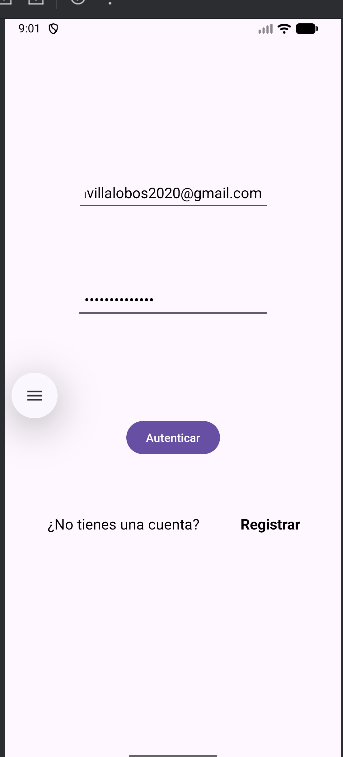 9:01
villalobos2020@gmail.com
••••••••••••••
Autenticar
¿No tienes una cuenta? Registrar